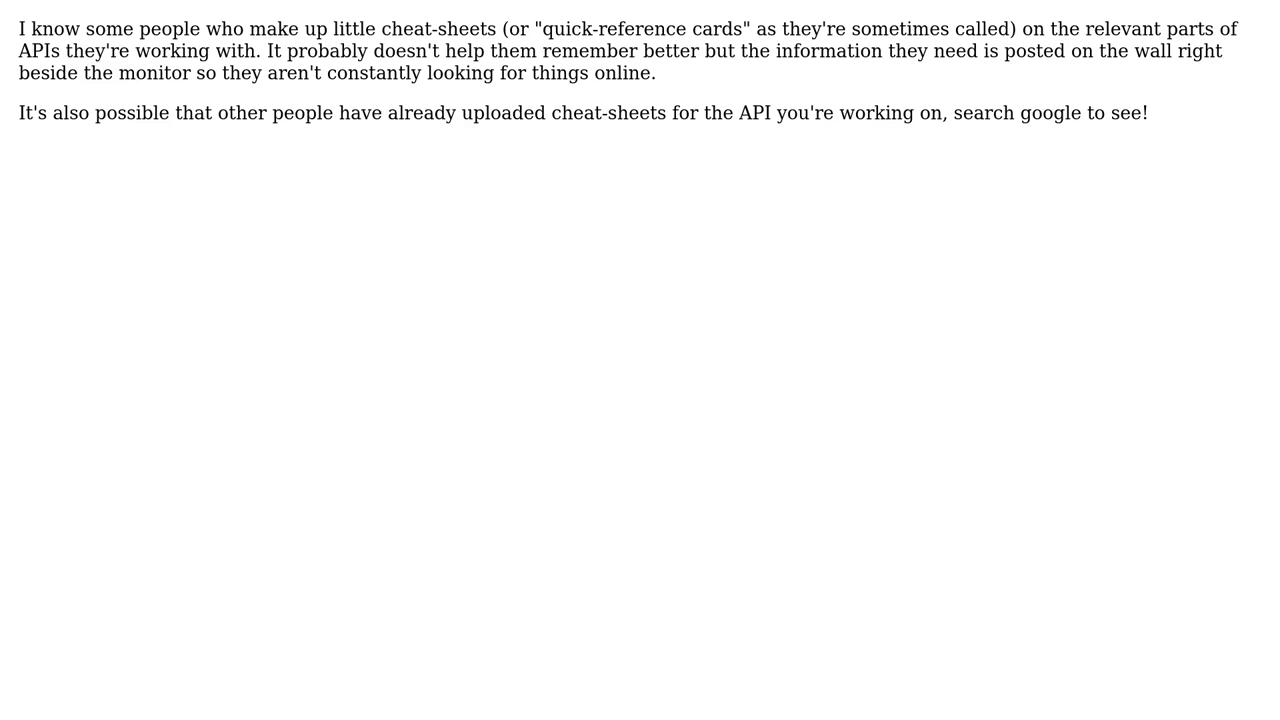 I know some people who make up little cheat-sheets (or "quick-reference cards" as they're sometimes called) on the relevant parts of
APIs they're working with. It probably doesn't help them remember better but the information they need is posted on the wall right
beside the monitor so they aren't constantly looking for things online.
It's also possible that other people have already uploaded cheat-sheets for the API you're working on, search google to see!